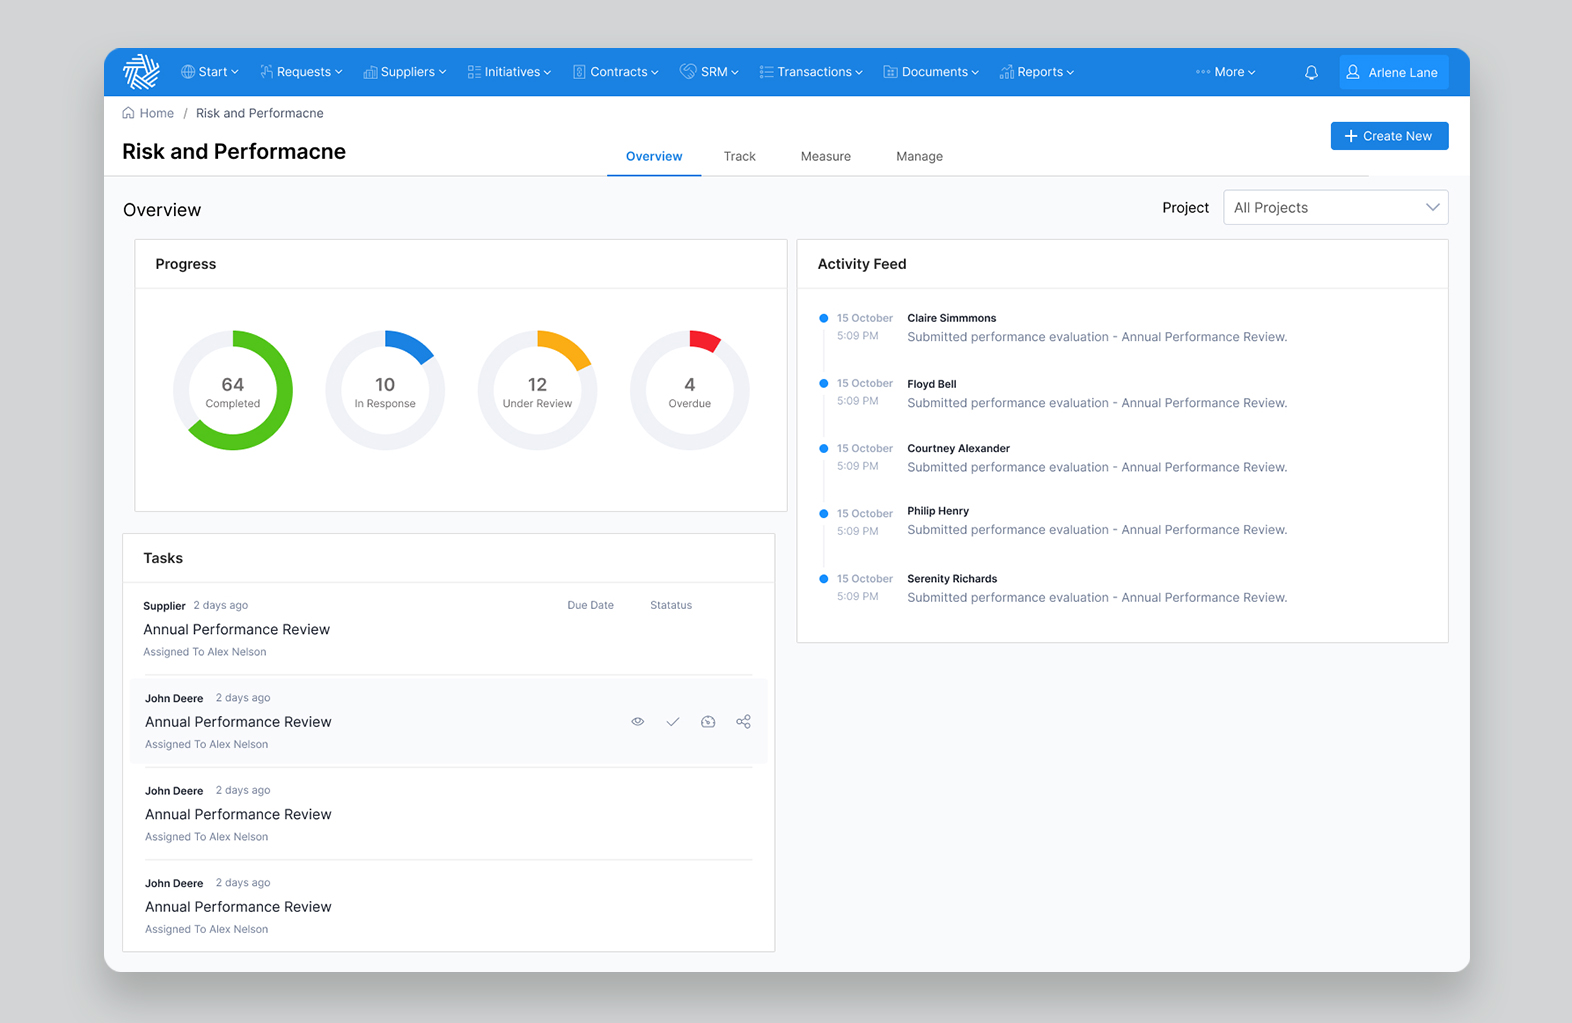 Start Requests Suppliers Initiatives Contracts SRM Transactions Documents Reports More Arlene Lane
Home / Risk and Performacne
Risk and Performacne
Overview Track Measure Manage
+ Create New
Overview
Project All Projects
Progress
64
Completed
10
In Response
12
Under Review
4
Overdue
Activity Feed
15 October Claire Simmmons
5:09 PM Submitted performance evaluation - Annual Performance Review.
15 October Floyd Bell
5:09 PM Submitted performance evaluation - Annual Performance Review.
15 October Courtney Alexander
5:09 PM Submitted performance evaluation - Annual Performance Review.
15 October Philip Henry
5:09 PM Submitted performance evaluation - Annual Performance Review.
15 October Serenity Richards
5:09 PM Submitted performance evaluation - Annual Performance Review.
Tasks
Supplier 2 days ago Due Date Statatus
Annual Performance Review
Assigned To Alex Nelson
John Deere 2 days ago
Annual Performance Review
Assigned To Alex Nelson
John Deere 2 days ago
Annual Performance Review
Assigned To Alex Nelson
John Deere 2 days ago
Annual Performance Review
Assigned To Alex Nelson